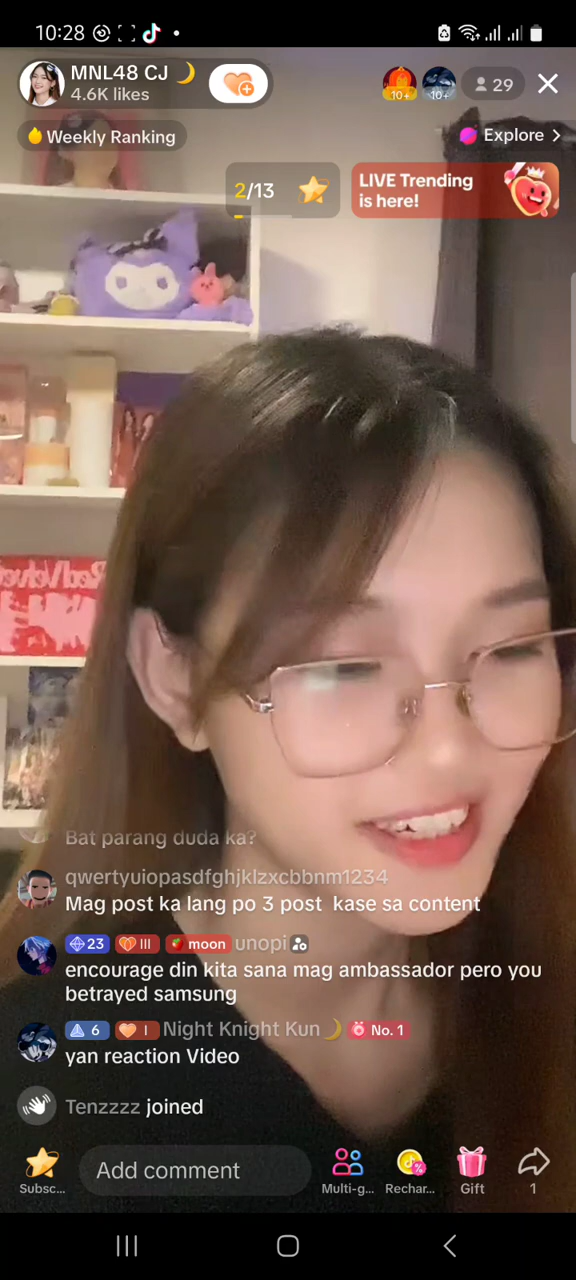 10:28
MNL48 CJ 🌙
4.6K likes
10+
10+
29
Weekly Ranking
Explore >
2/13
LIVE Trending
is here!
Red Velvet
Bat parang duda ka?
qwertyuiopasdfghjklzxcbbnm1234
Mag post ka lang po 3 post kase sa content
23 III moon unopi
encourage din kita sana mag ambassador pero you
betrayed samsung
6 I Night Knight Kun🌙 No. 1
yan reaction Video
Tenzzzz joined
Add comment
Subsc...
Multi-g...
Rechar...
Gift
1